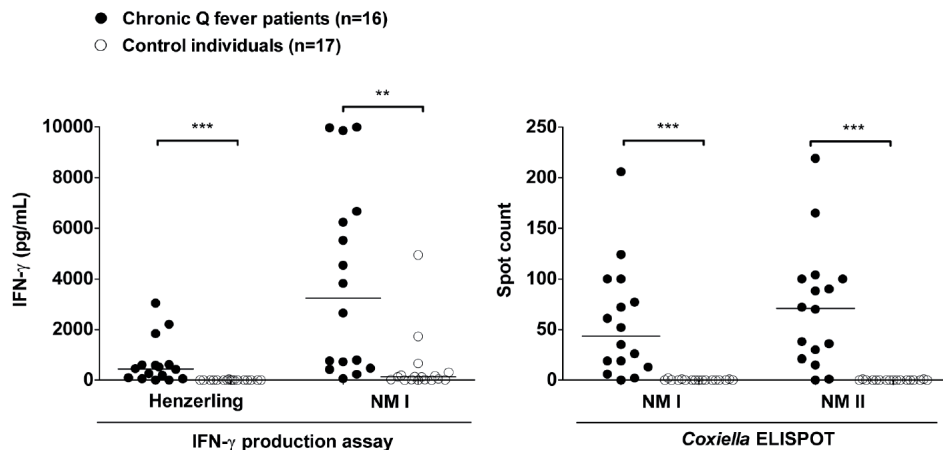 Chronic Q fever patients (n=16)
Control individuals (n=17)
IFN-γ (pg/mL)
10000
8000
6000
4000
2000
0
***
**
Henzerling
NM I
IFN-γ production assay
Spot count
250
200
150
100
50
0
***
***
NM I
NM II
Coxiella ELISPOT